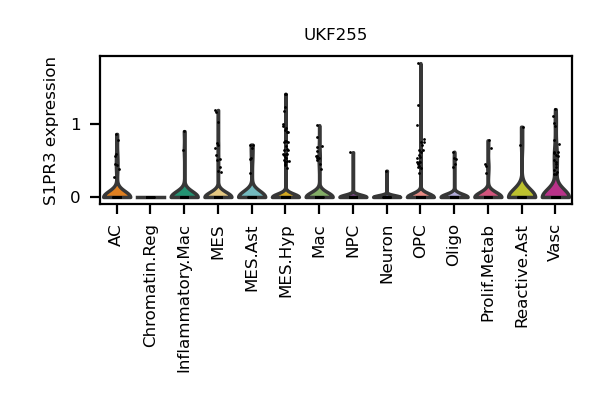 UKF255
S1PR3 expression
1
0
AC
Chromatin.Reg
Inflammatory.Mac
MES
MES.Ast
MES.Hyp
Mac
NPC
Neuron
OPC
Oligo
Prolif.Metab
Reactive.Ast
Vasc